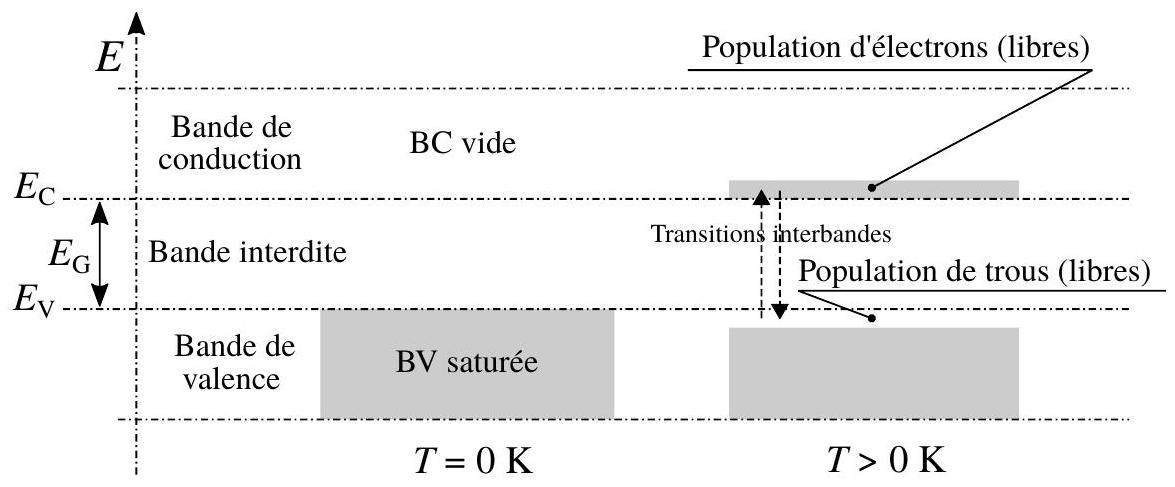 E
Population d'électrons (libres)
Bande de
conduction
BC vide
E_C
Transitions interbandes
E_G
Bande interdite
Population de trous (libres)
E_V
Bande de
valence
BV saturée
T = 0 K
T > 0 K